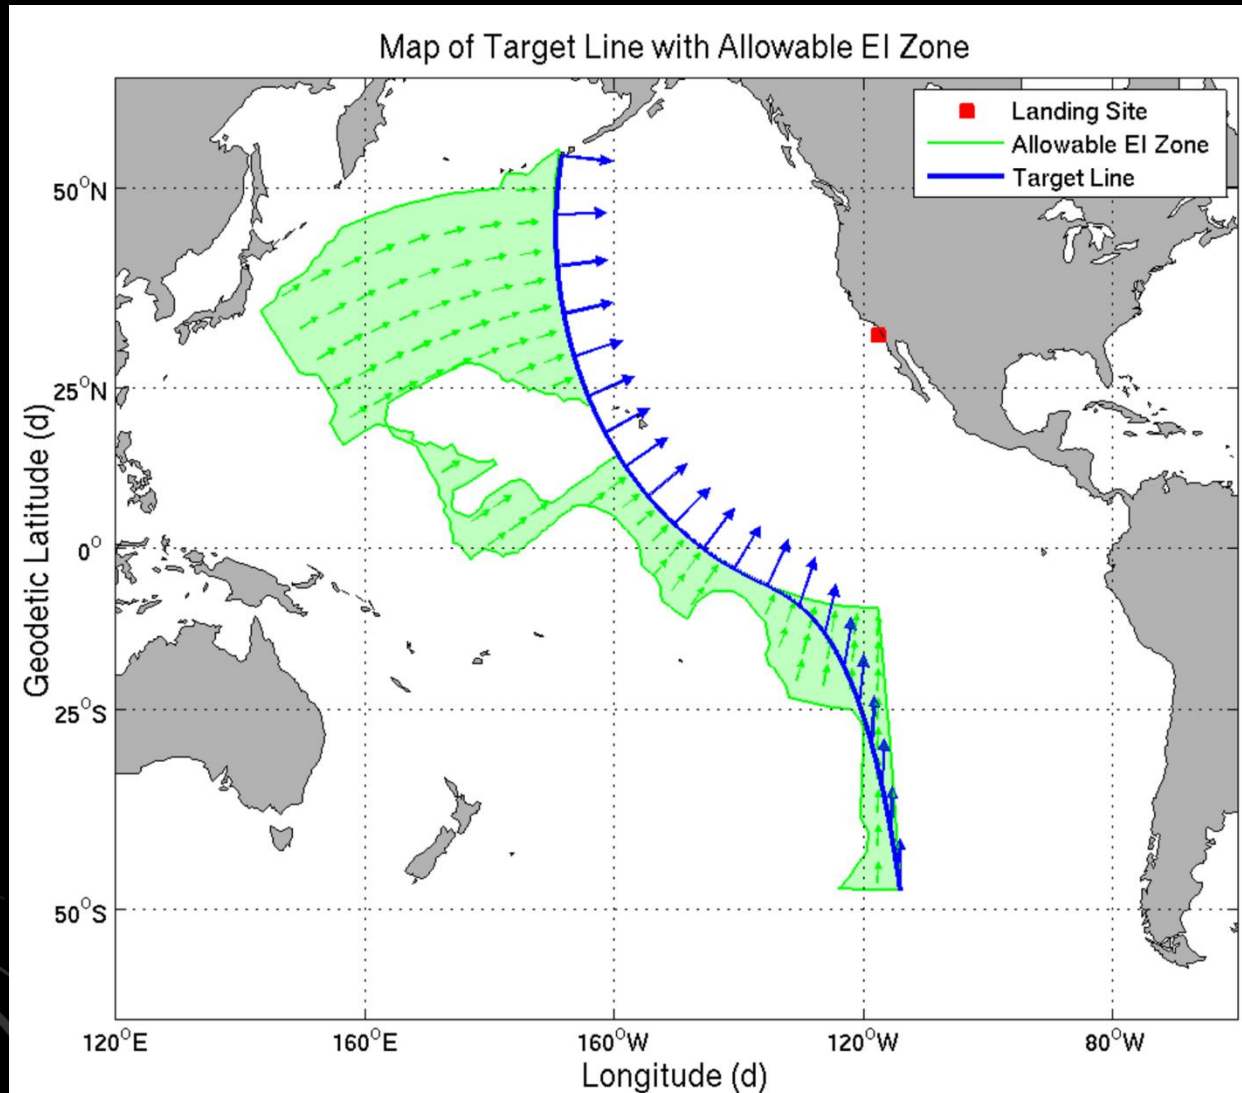 Map of Target Line with Allowable EI Zone
Landing Site
Allowable EI Zone
Target Line
50°N
25°N
0°
25°S
50°S
Geodetic Latitude (d)
120°E
160°E
160°W
120°W
80°W
Longitude (d)